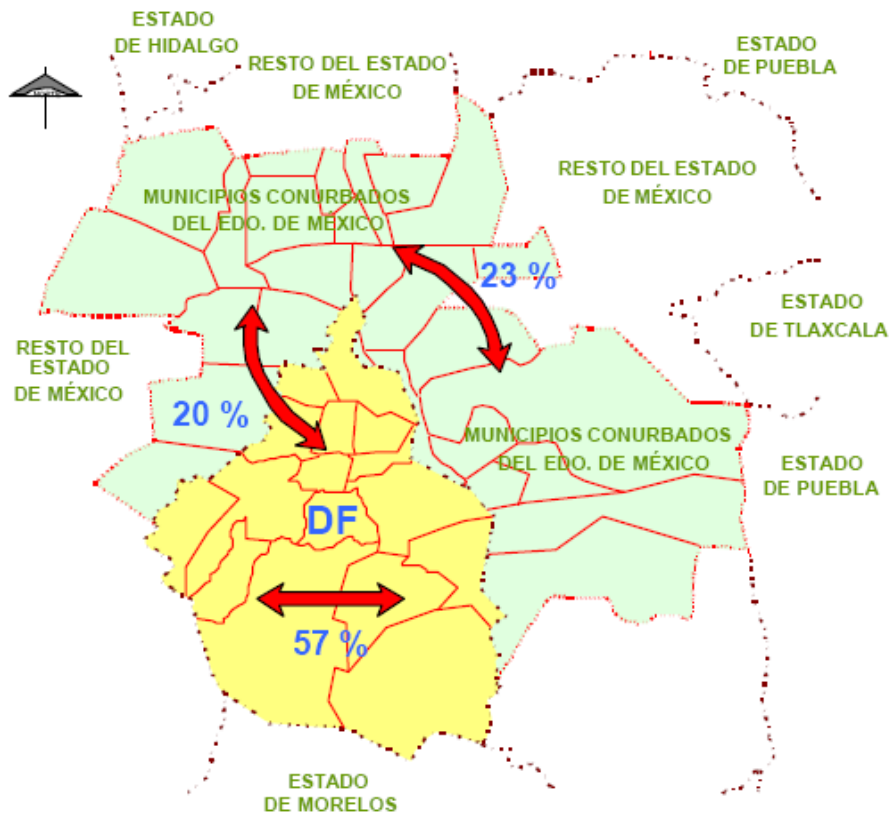 ESTADO
DE HIDALGO
RESTO DEL ESTADO
DE MÉXICO
ESTADO
DE PUEBLA
RESTO DEL ESTADO
DE MÉXICO
MUNICIPIOS CONURBADOS
DEL EDO. DE MÉXICO
23 %
ESTADO
DE TLAXCALA
RESTO DEL
ESTADO
DE MÉXICO
20 %
MUNICIPIOS CONURBADOS
DEL EDO. DE MÉXICO
ESTADO
DE PUEBLA
DF
57 %
ESTADO
DE MORELOS